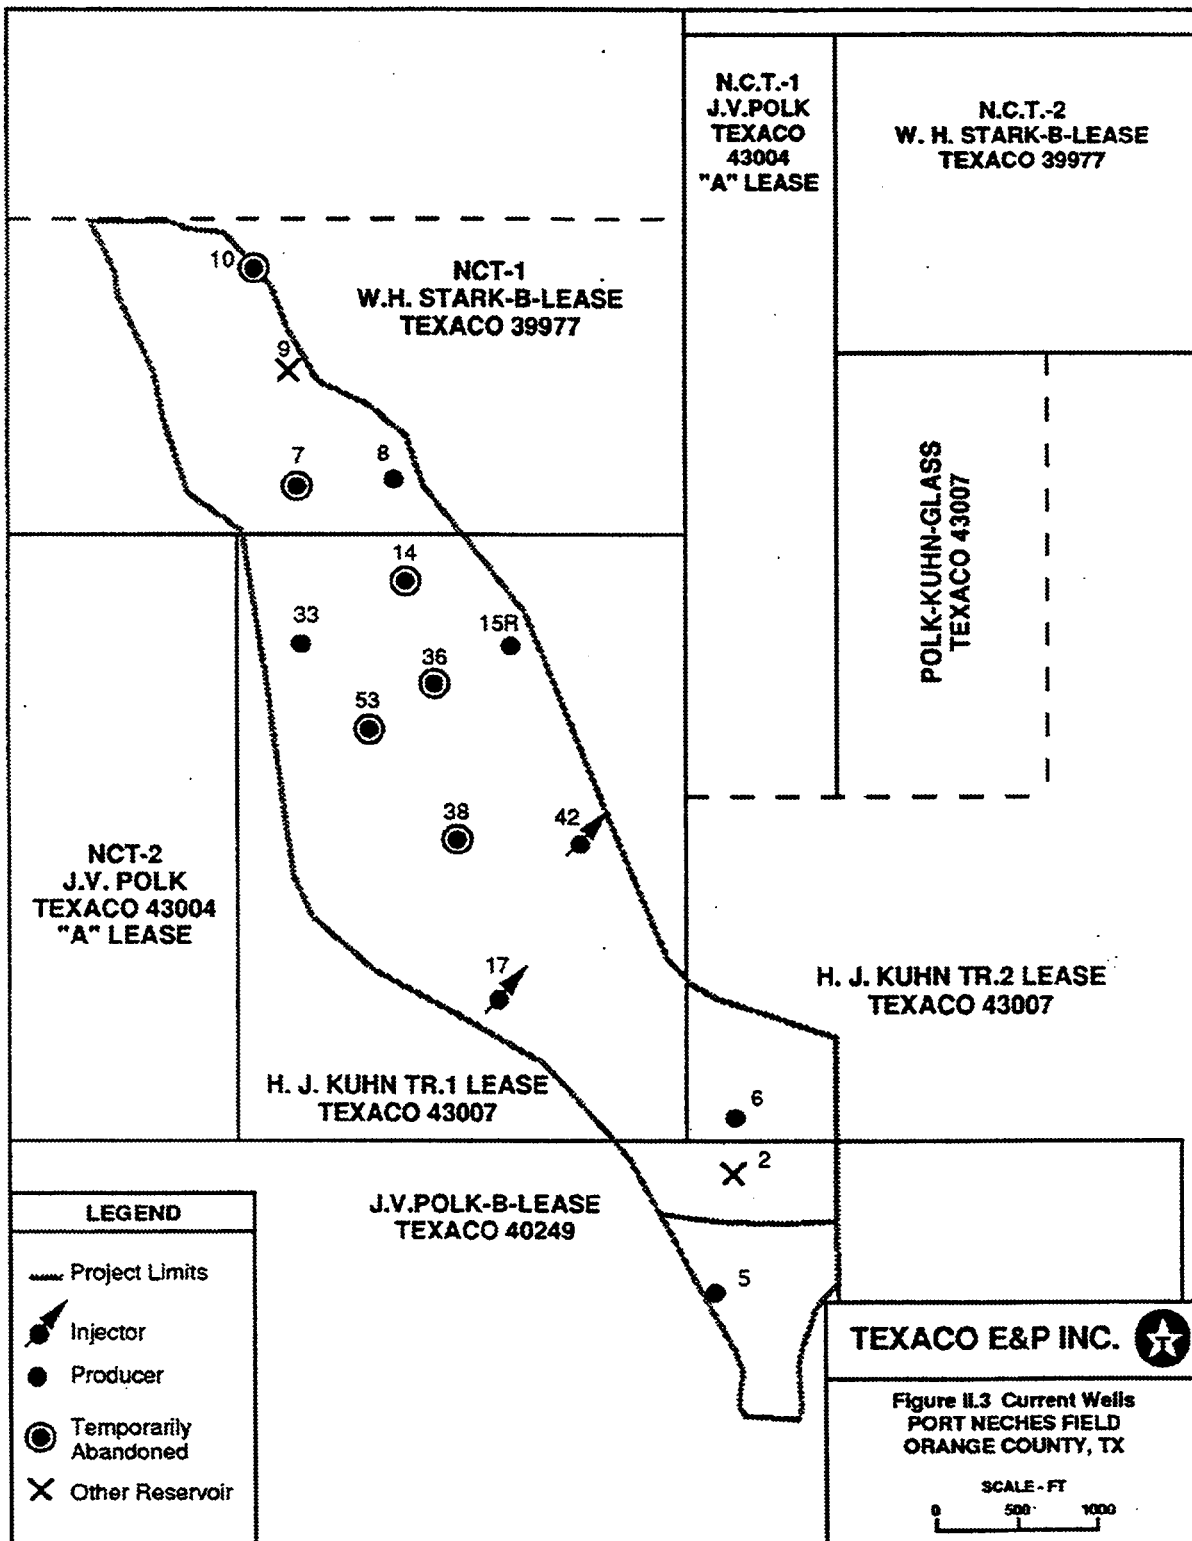 N.C.T.-1
J.V.POLK
TEXACO
43004
"A" LEASE
N.C.T.-2
W. H. STARK-B-LEASE
TEXACO 39977
10
NCT-1
W.H. STARK-B-LEASE
TEXACO 39977
9
7
8
POLK-KUHN-GLASS
TEXACO 43007
14
33
15R
36
53
38
42
NCT-2
J.V. POLK
TEXACO 43004
"A" LEASE
17
H. J. KUHN TR.2 LEASE
TEXACO 43007
H. J. KUHN TR.1 LEASE
TEXACO 43007
6
2
J.V.POLK-B-LEASE
TEXACO 40249
5
LEGEND
Project Limits
Injector
Producer
Temporarily
Abandoned
Other Reservoir
TEXACO E&P INC.
T
Figure II.3 Current Wells
PORT NECHES FIELD
ORANGE COUNTY, TX
SCALE - FT
0 500 1000